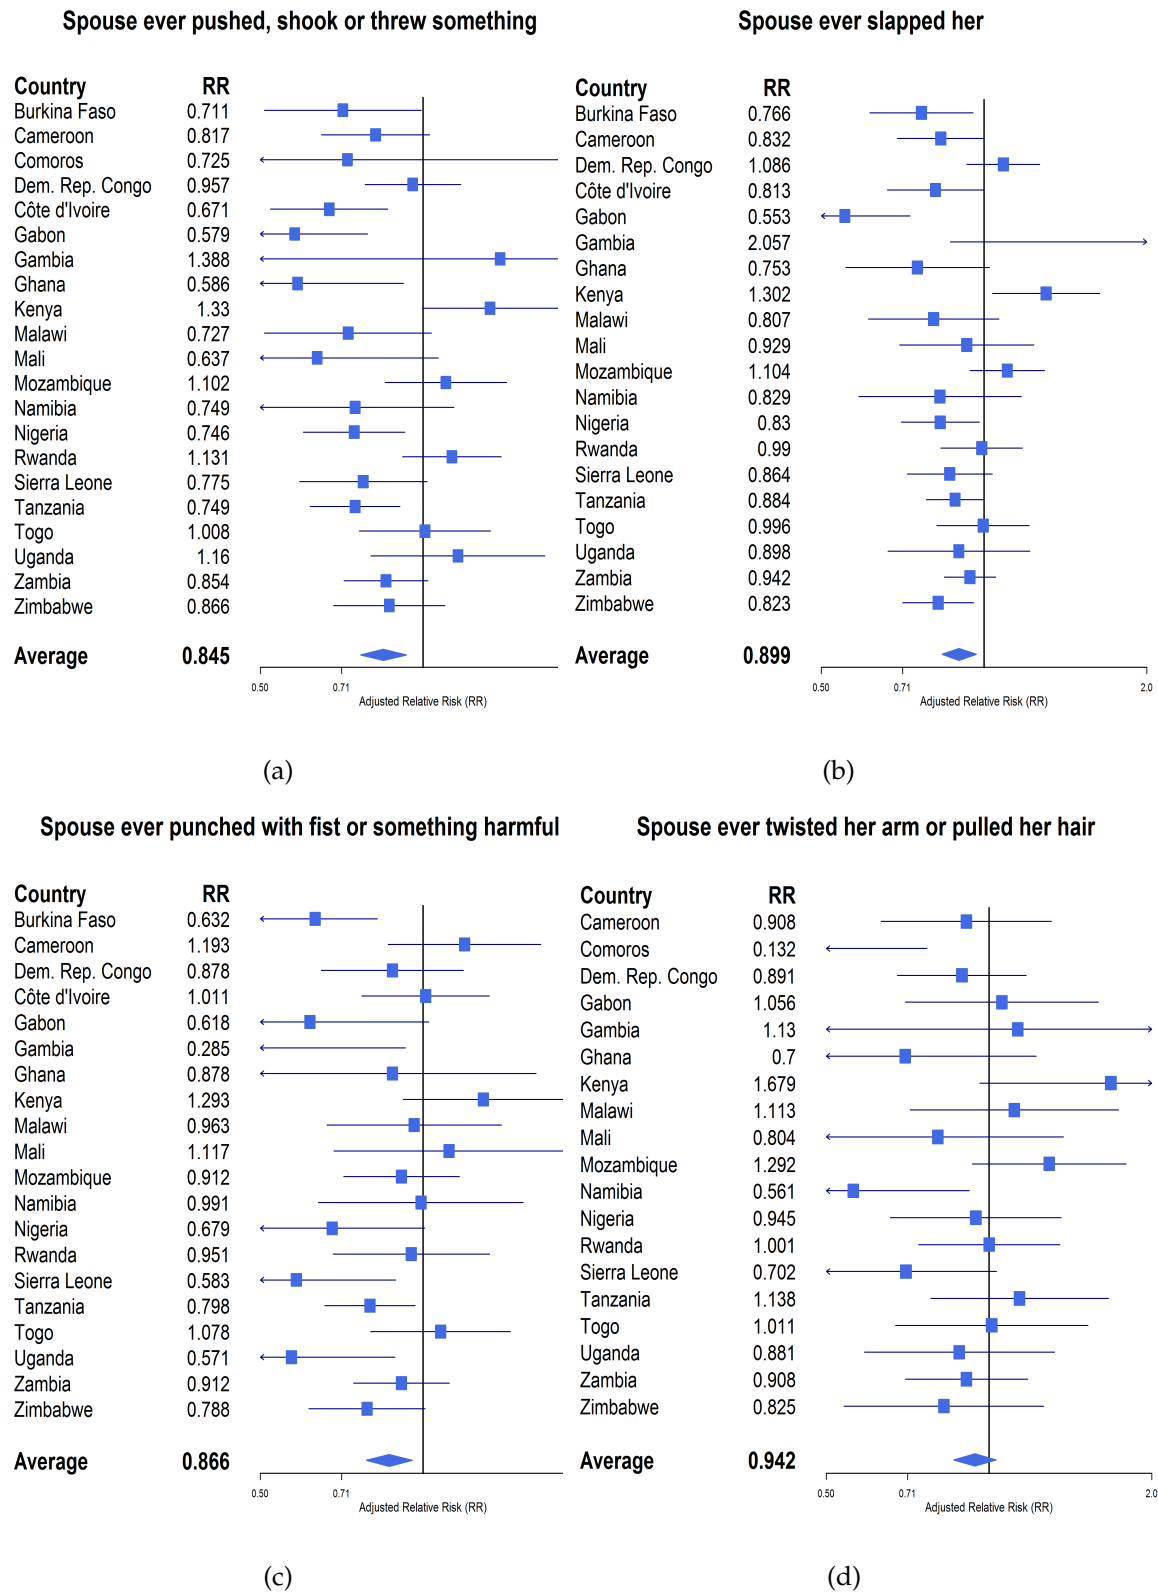 Spouse ever pushed, shook or threw something
Country RR
Burkina Faso 0.711
Cameroon 0.817
Comoros 0.725
Dem. Rep. Congo 0.957
Côte d'Ivoire 0.671
Gabon 0.579
Gambia 1.388
Ghana 0.586
Kenya 1.33
Malawi 0.727
Mali 0.637
Mozambique 1.102
Namibia 0.749
Nigeria 0.746
Rwanda 1.131
Sierra Leone 0.775
Tanzania 0.749
Togo 1.008
Uganda 1.16
Zambia 0.854
Zimbabwe 0.866
Average 0.845
0.50 0.71
Adjusted Relative Risk (RR)
(a)
Spouse ever slapped her
Country RR
Burkina Faso 0.766
Cameroon 0.832
Dem. Rep. Congo 1.086
Côte d'Ivoire 0.813
Gabon 0.553
Gambia 2.057
Ghana 0.753
Kenya 1.302
Malawi 0.807
Mali 0.929
Mozambique 1.104
Namibia 0.829
Nigeria 0.83
Rwanda 0.99
Sierra Leone 0.864
Tanzania 0.884
Togo 0.996
Uganda 0.898
Zambia 0.942
Zimbabwe 0.823
Average 0.899
0.50 0.71 2.0
Adjusted Relative Risk (RR)
(b)
Spouse ever punched with fist or something harmful
Country RR
Burkina Faso 0.632
Cameroon 1.193
Dem. Rep. Congo 0.878
Côte d'Ivoire 1.011
Gabon 0.618
Gambia 0.285
Ghana 0.878
Kenya 1.293
Malawi 0.963
Mali 1.117
Mozambique 0.912
Namibia 0.991
Nigeria 0.679
Rwanda 0.951
Sierra Leone 0.583
Tanzania 0.798
Togo 1.078
Uganda 0.571
Zambia 0.912
Zimbabwe 0.788
Average 0.866
0.50 0.71
Adjusted Relative Risk (RR)
(c)
Spouse ever twisted her arm or pulled her hair
Country RR
Cameroon 0.908
Comoros 0.132
Dem. Rep. Congo 0.891
Gabon 1.056
Gambia 1.13
Ghana 0.7
Kenya 1.679
Malawi 1.113
Mali 0.804
Mozambique 1.292
Namibia 0.561
Nigeria 0.945
Rwanda 1.001
Sierra Leone 0.702
Tanzania 1.138
Togo 1.011
Uganda 0.881
Zambia 0.908
Zimbabwe 0.825
Average 0.942
0.50 0.71 2.0
Adjusted Relative Risk (RR)
(d)